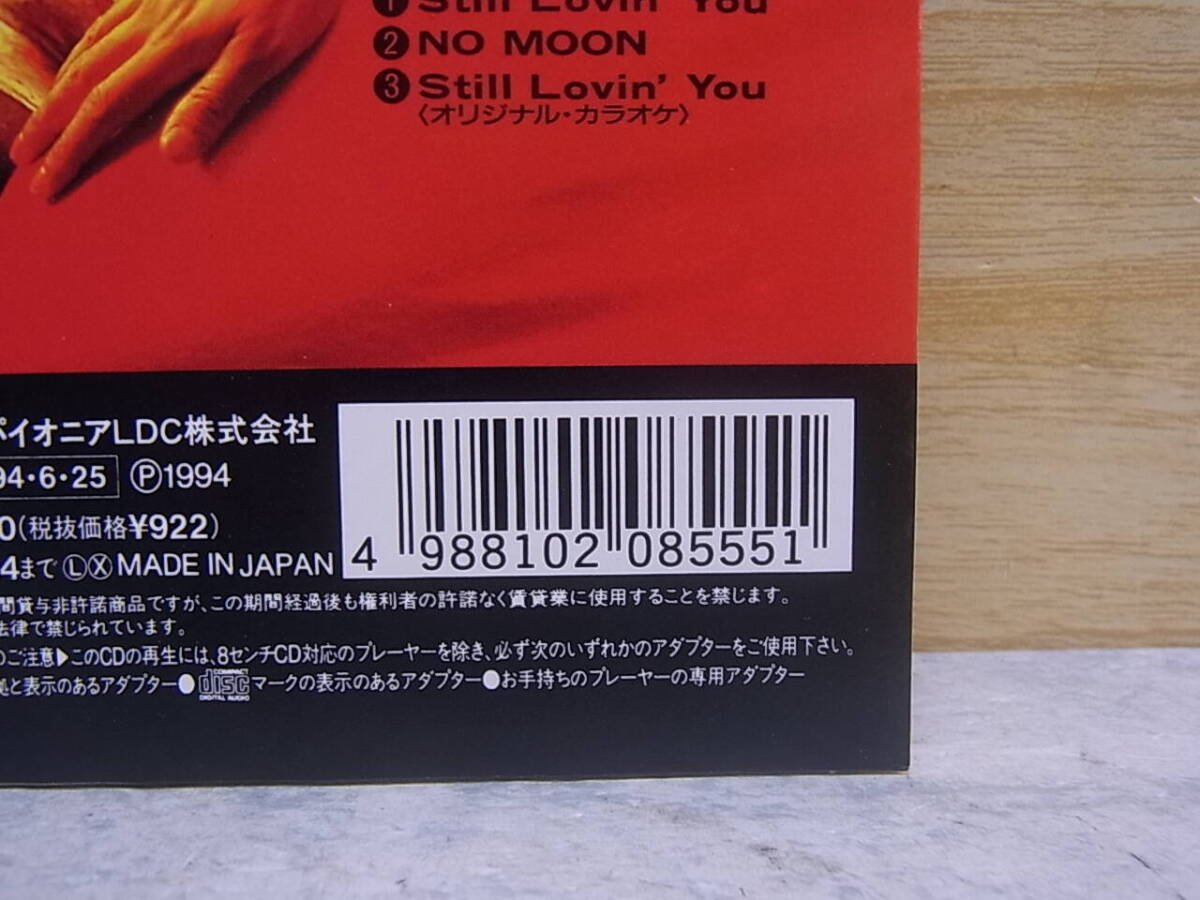 ❶ Still Lovin' You
❷ NO MOON
❸ Still Lovin' You
〈オリジナル・カラオケ〉
パイオニアLDC株式会社
94・6・25 Ⓟ1994
0(税抜価格¥922)
4まで ⓁⓍ MADE IN JAPAN
4 988102 085551
間貸与非許諾商品ですが、この期間経過後も権利者の許諾なく賃貸業に使用することを禁じます。
法律で禁じられています。
のご注意▶このCDの再生には、8センチCD対応のプレーヤーを除き、必ず次のいずれかのアダプターをご使用下さい。
拠と表示のあるアダプター●COMPACT disc DIGITAL AUDIOマークの表示のあるアダプター●お手持ちのプレーヤーの専用アダプター